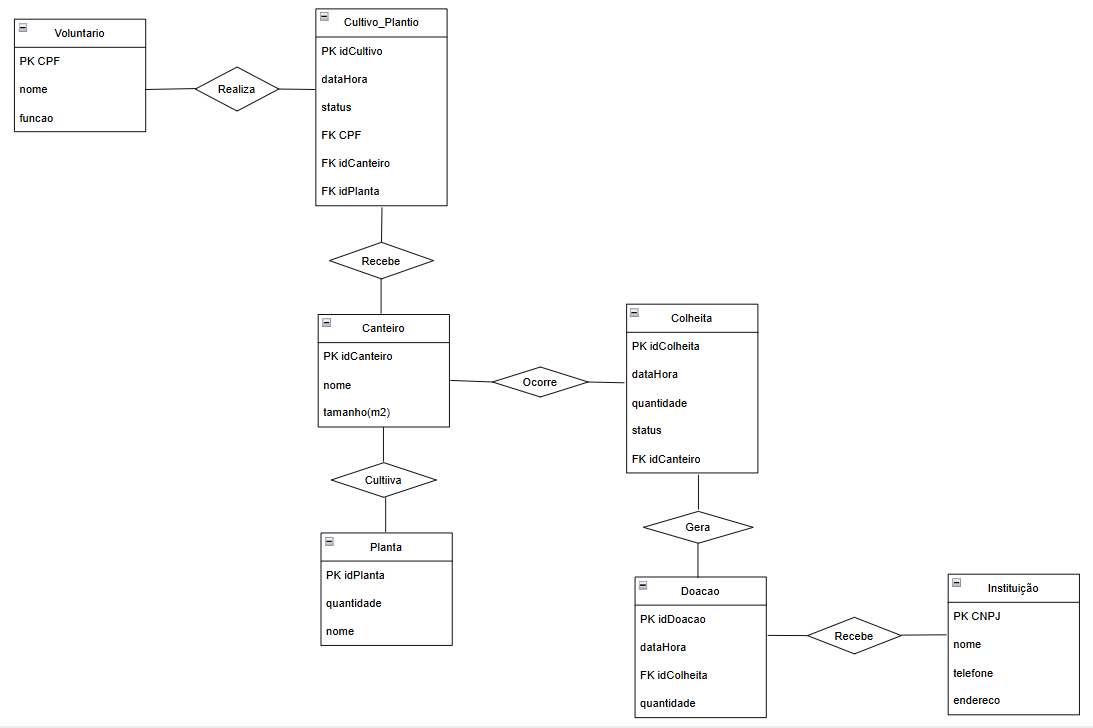 Voluntario
PK CPF
nome
funcao
Realiza
Cultivo_Plantio
PK idCultivo
dataHora
status
FK CPF
FK idCanteiro
FK idPlanta
Recebe
Canteiro
PK idCanteiro
nome
tamanho(m2)
Ocorre
Colheita
PK idColheita
dataHora
quantidade
status
FK idCanteiro
Cultiiva
Planta
PK idPlanta
quantidade
nome
Gera
Doacao
PK idDoacao
dataHora
FK idColheita
quantidade
Recebe
Instituição
PK CNPJ
nome
telefone
endereco